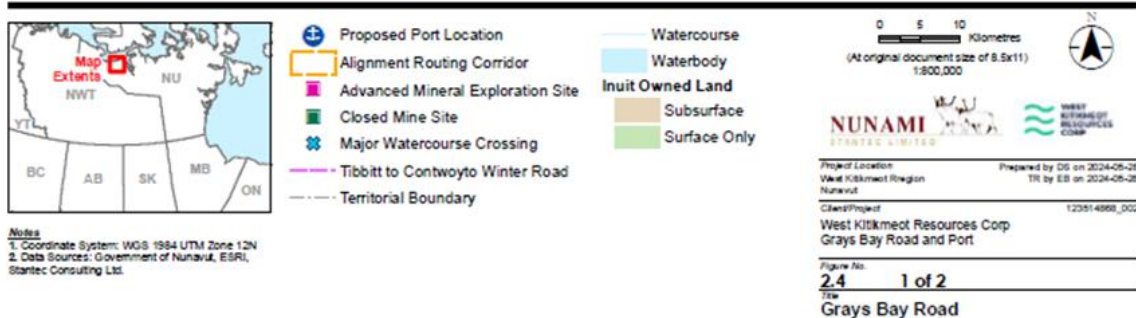 Map
Extents
NU
NWT
YT
BC
AB
SK
MB
ON
Notes
1. Coordinate System: WGS 1984 UTM Zone 12N
2. Data Sources: Government of Nunavut, ESRI,
Stantec Consulting Ltd.
Proposed Port Location
Alignment Routing Corridor
Advanced Mineral Exploration Site
Closed Mine Site
Major Watercourse Crossing
Tibbitt to Contwoyto Winter Road
Territorial Boundary
Watercourse
Waterbody
Inuit Owned Land
Subsurface
Surface Only
0 5 10
Kilometres
(At original document size of 8.5x11)
1:800,000
N
NUNAMI
STANTEC LIMITED
WEST
KITIKMEOT
RESOURCES
CORP
Project Location
West Kitikmeot Rregion
Nunavut
Prepared by DS on 2024-05-28
TR by EB on 2024-05-28
Client/Project
123514868_002
West Kitikmeot Resources Corp
Grays Bay Road and Port
Figure No.
2.4 1 of 2
Title
Grays Bay Road